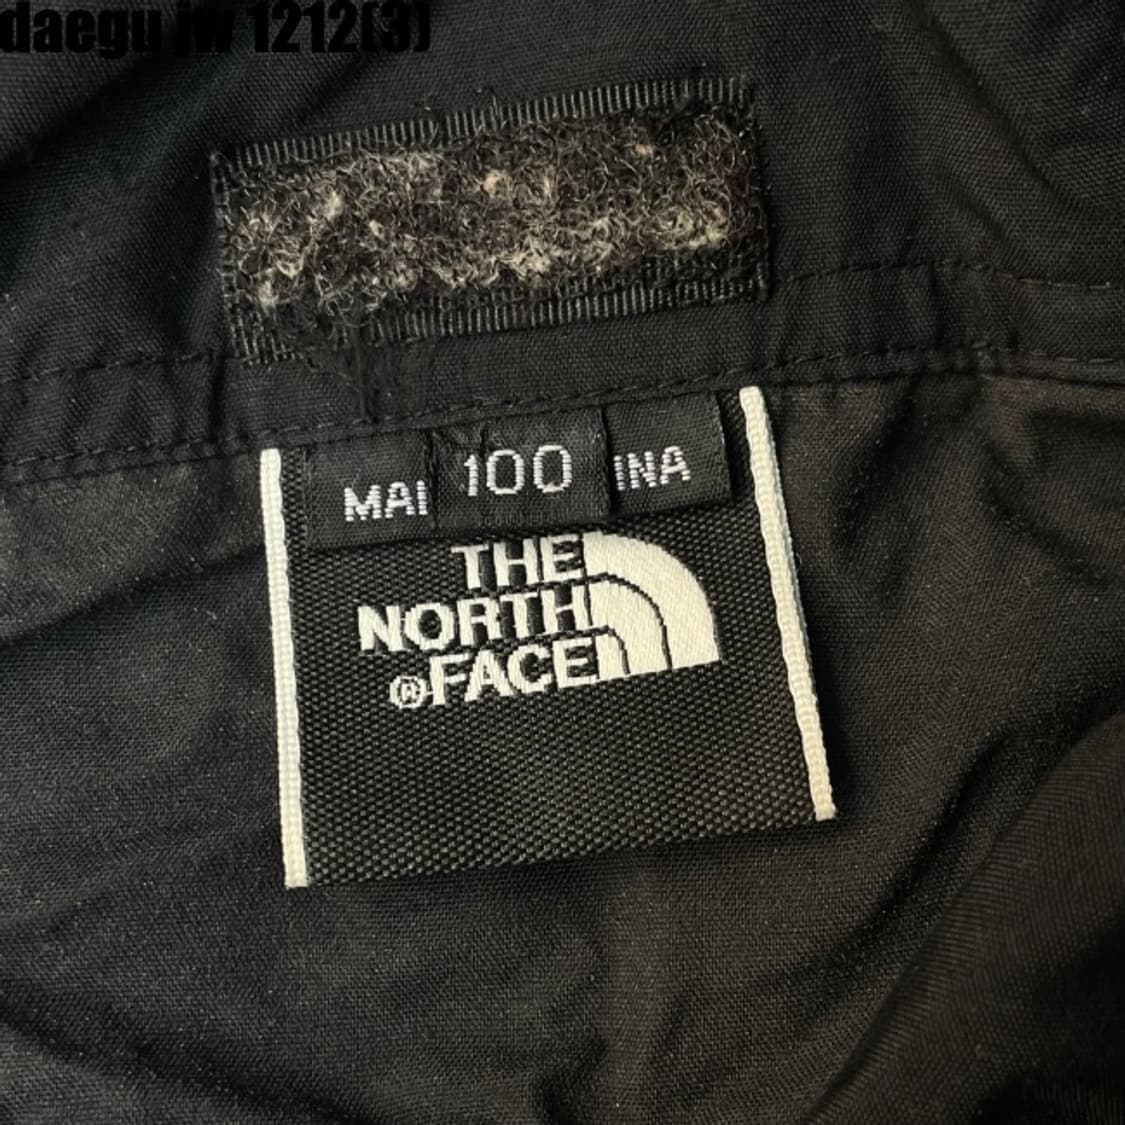 daegu jw 1212(3)
MAI 100 INA
THE
NORTH
®FACE